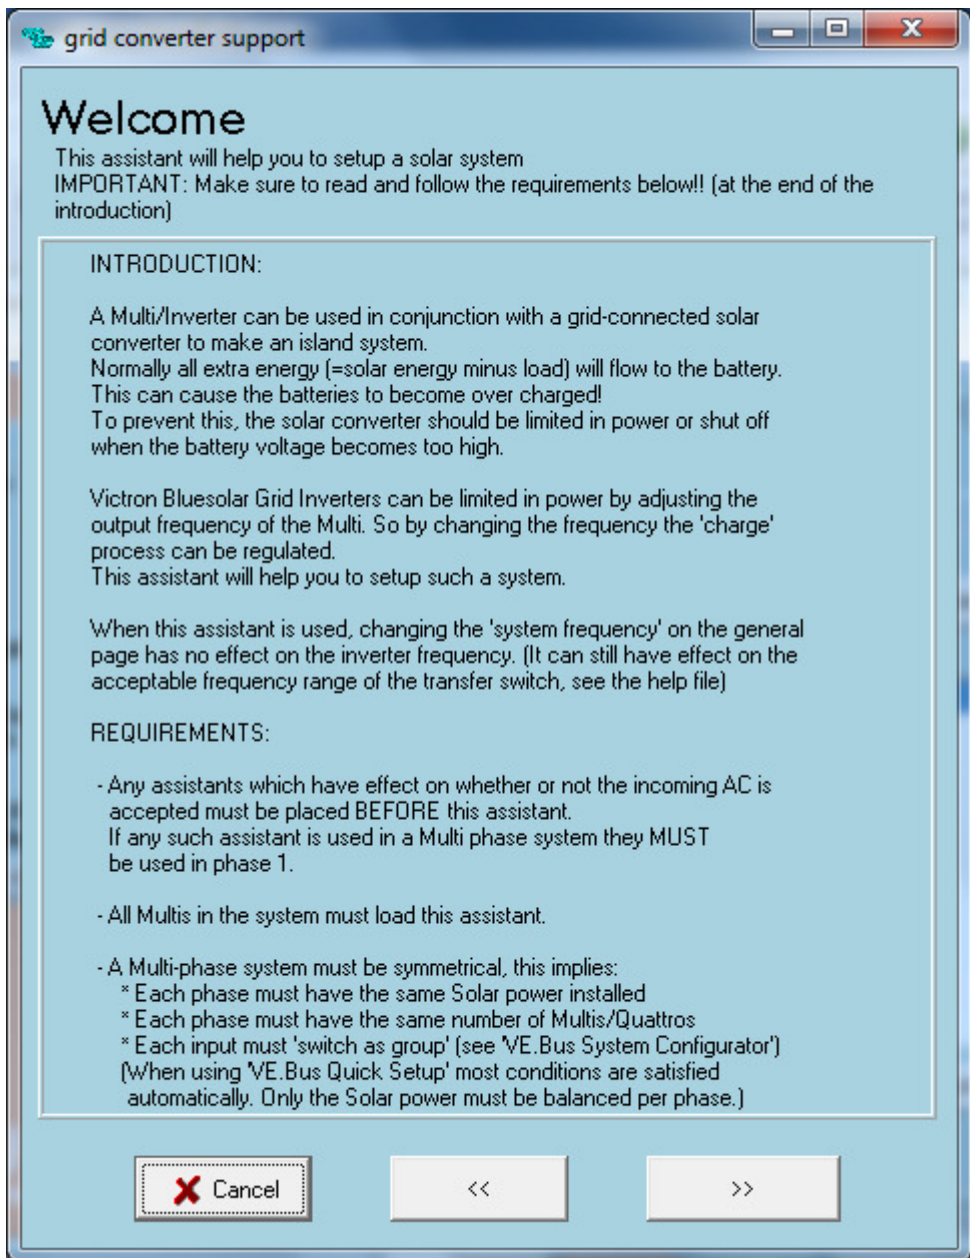 grid converter support
Welcome
This assistant will help you to setup a solar system
IMPORTANT: Make sure to read and follow the requirements below!! (at the end of the
introduction)
INTRODUCTION:
A Multi/Inverter can be used in conjunction with a grid-connected solar
converter to make an island system.
Normally all extra energy (=solar energy minus load) will flow to the battery.
This can cause the batteries to become over charged!
To prevent this, the solar converter should be limited in power or shut off
when the battery voltage becomes too high.
Victron Bluesolar Grid Inverters can be limited in power by adjusting the
output frequency of the Multi. So by changing the frequency the 'charge'
process can be regulated.
This assistant will help you to setup such a system.
When this assistant is used, changing the 'system frequency' on the general
page has no effect on the inverter frequency. (It can still have effect on the
acceptable frequency range of the transfer switch, see the help file)
REQUIREMENTS:
- Any assistants which have effect on whether or not the incoming AC is
accepted must be placed BEFORE this assistant.
If any such assistant is used in a Multi phase system they MUST
be used in phase 1.
- All Multis in the system must load this assistant.
- A Multi-phase system must be symmetrical, this implies:
* Each phase must have the same Solar power installed
* Each phase must have the same number of Multis/Quattros
* Each input must 'switch as group' (see 'VE.Bus System Configurator')
(When using 'VE.Bus Quick Setup' most conditions are satisfied
automatically. Only the Solar power must be balanced per phase.)
Cancel
<<
>>